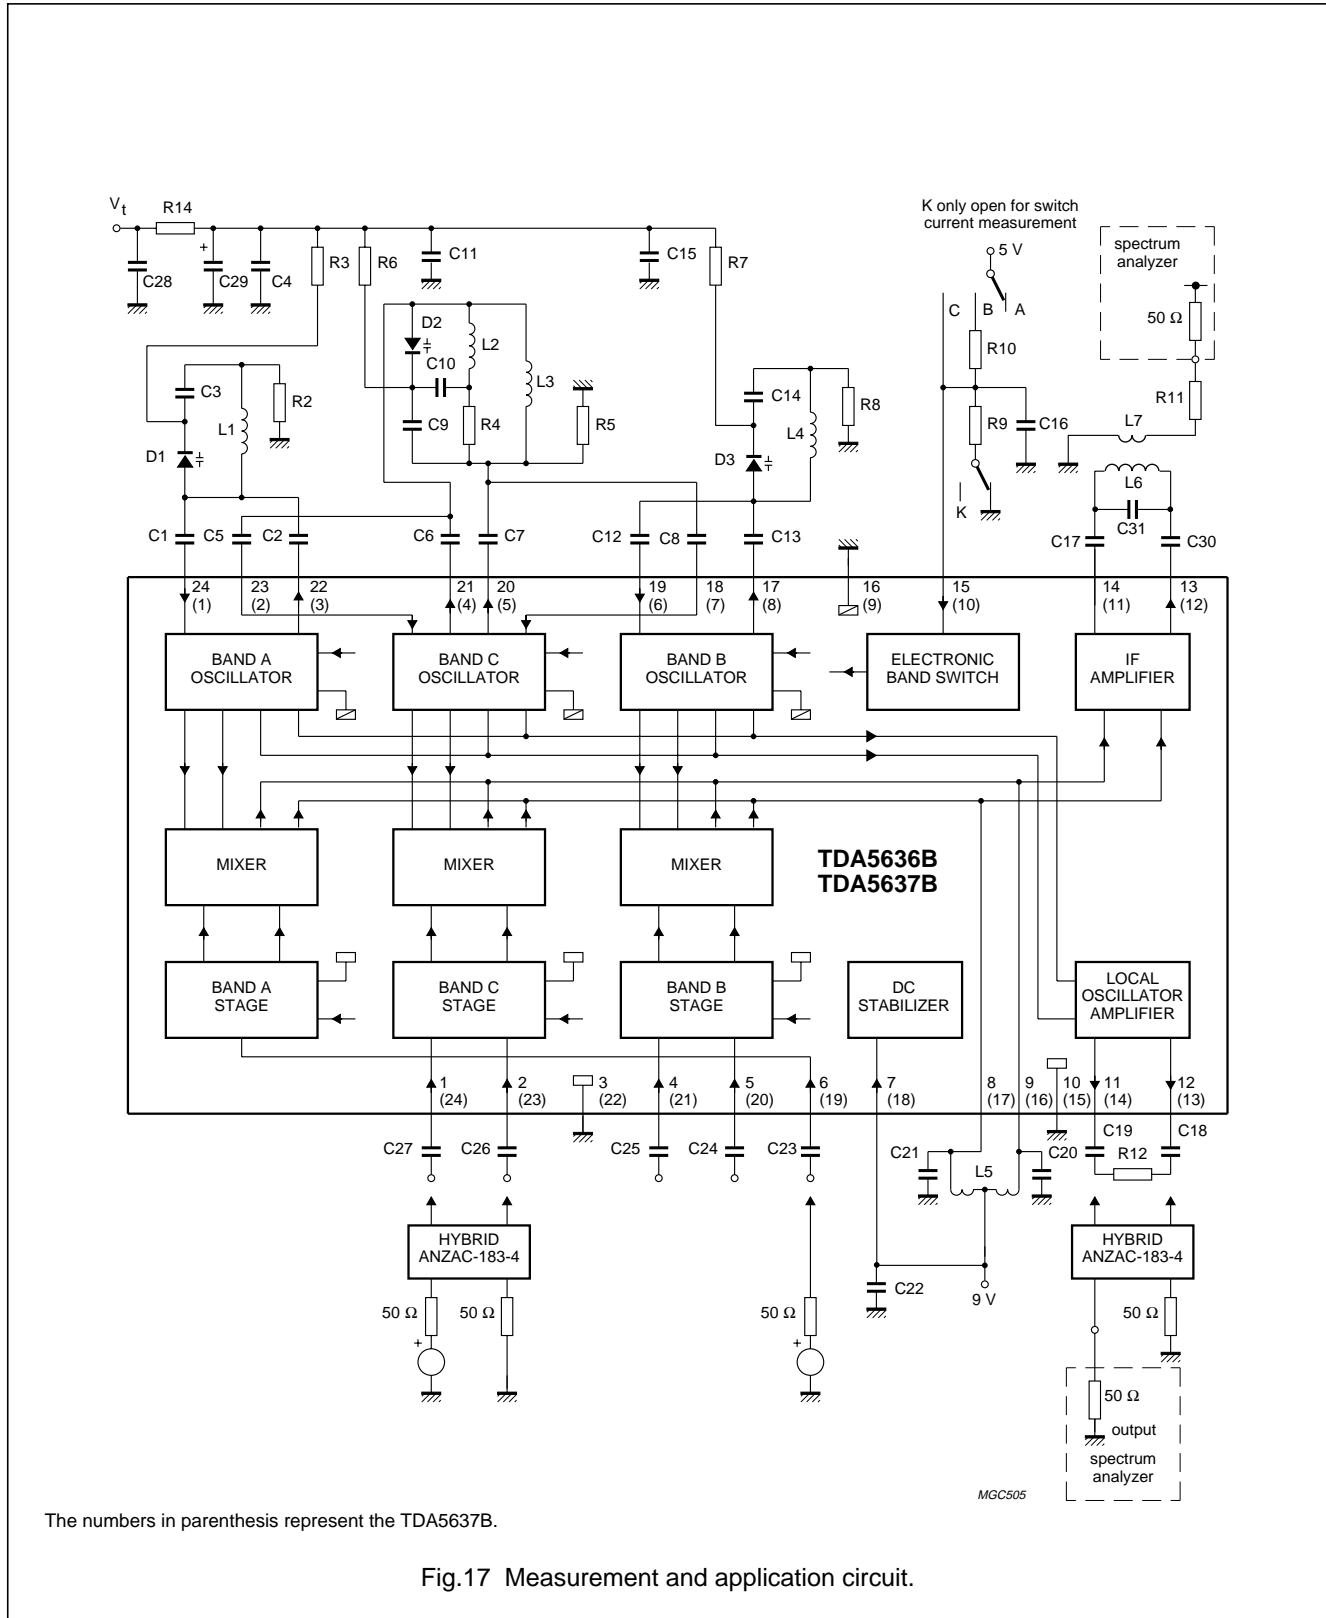 V t
R14
C28
+
C29
C4
R3
R6
C11
C15
R7
K only open for switch
current measurement
5 V
C
B
A
spectrum
analyzer
50 Ω
R11
D2
L2
C10
L3
C9
R4
R5
C3
L1
R2
D1
C14
L4
R8
D3
R10
R9
C16
K
L7
L6
C31
C17
C30
C1
C5
C2
C6
C7
C12
C8
C13
24
(1)
23
(2)
22
(3)
21
(4)
20
(5)
19
(6)
18
(7)
17
(8)
16
(9)
15
(10)
14
(11)
13
(12)
BAND A
OSCILLATOR
BAND C
OSCILLATOR
BAND B
OSCILLATOR
ELECTRONIC
BAND SWITCH
IF
AMPLIFIER
MIXER
MIXER
MIXER
TDA5636B
TDA5637B
BAND A
STAGE
BAND C
STAGE
BAND B
STAGE
DC
STABILIZER
LOCAL
OSCILLATOR
AMPLIFIER
1
(24)
2
(23)
3
(22)
4
(21)
5
(20)
6
(19)
7
(18)
8
(17)
9
(16)
10
(15)
11
(14)
12
(13)
C27
C26
C25
C24
C23
C21
L5
C20
C19
R12
C18
HYBRID
ANZAC-183-4
50 Ω
50 Ω
+
50 Ω
+
C22
9 V
HYBRID
ANZAC-183-4
50 Ω
50 Ω
output
spectrum
analyzer
MGC505
The numbers in parenthesis represent the TDA5637B.
Fig.17 Measurement and application circuit.